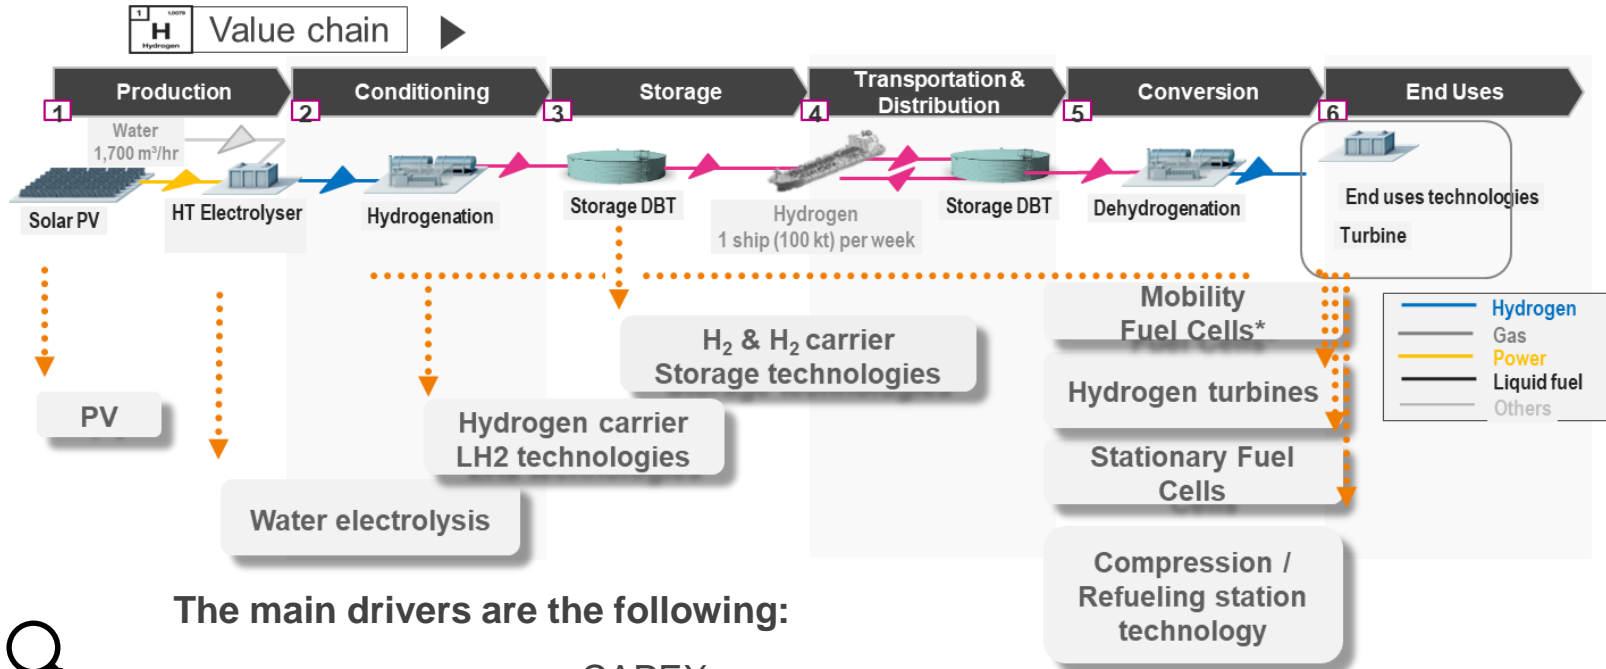 1 1.0079
H
Hydrogen
Value chain
Production
Conditioning
Storage
Transportation &
Distribution
Conversion
End Uses
1
2
3
4
5
6
Water
1,700 m³/hr
Solar PV
HT Electrolyser
Hydrogenation
Storage DBT
Hydrogen
1 ship (100 kt) per week
Storage DBT
Dehydrogenation
End uses technologies
Turbine
Hydrogen
Gas
Power
Liquid fuel
Others
PV
Water electrolysis
Hydrogen carrier
LH2 technologies
H₂ & H₂ carrier
Storage technologies
Mobility
Fuel Cells*
Hydrogen turbines
Stationary Fuel
Cells
Compression /
Refueling station
technology
The main drivers are the following:
CAPEX